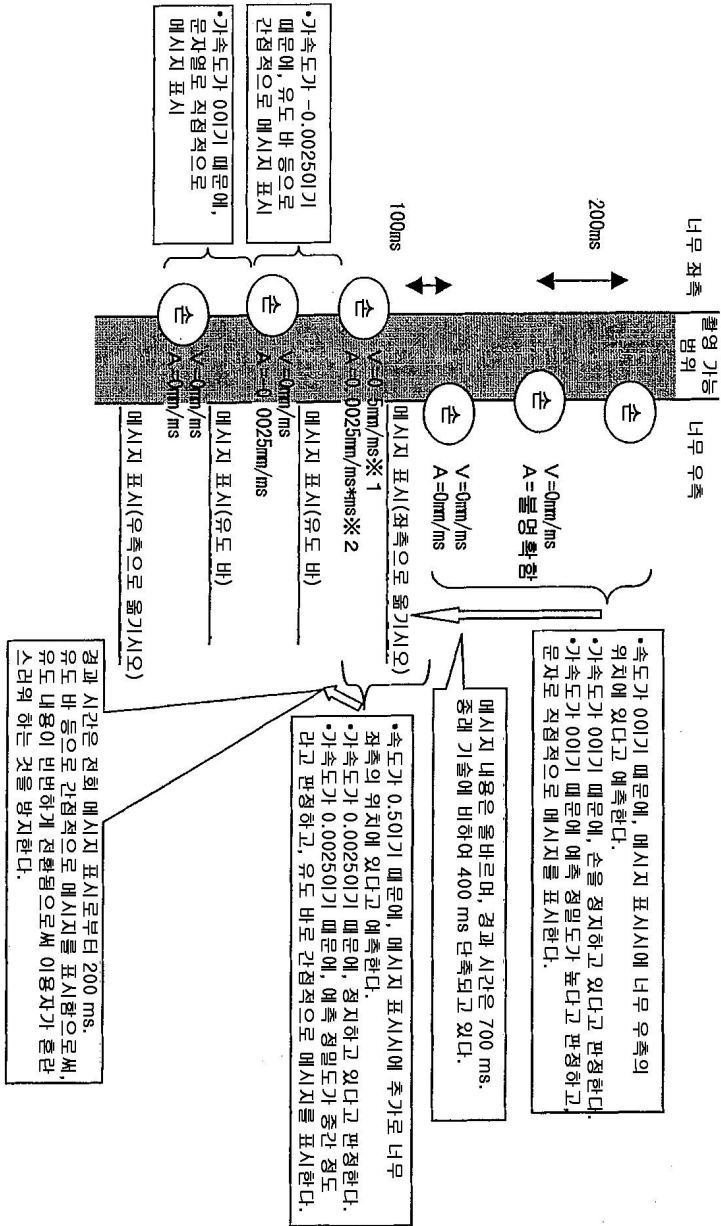 너무 좌측
촬영 가능
범위
너무 우측
200ms
100ms
손
손
V=0mm/ms
A=불명확함
손
V=0mm/ms
A=0mm/ms
메시지 표시(좌측으로 옮기시오)
손
V=0.5mm/ms※1
A=0.0025mm/ms*ms※2
메시지 표시(유도 바)
손
V=0mm/ms
A=-0.0025mm/ms
메시지 표시(유도 바)
손
V=0mm/ms
A=0mm/ms
메시지 표시(우측으로 옮기시오)
•가속도가 -0.0025이기
때문에, 유도 바 등으로
간접적으로 메시지 표시
•가속도가 0이기 때문에,
문자열로 직접적으로
메시지 표시
•속도가 0이기 때문에, 메시지 표시시에 너무 우측의
위치에 있다고 예측한다.
•가속도가 0이기 때문에, 손을 정지하고 있다고 판정한다.
•가속도가 0이기 때문에 예측 정밀도가 높다고 판정하고,
문자로 직접적으로 메시지를 표시한다.
메시지 내용은 올바르며, 경과 시간은 700 ms.
종래 기술에 비하여 400 ms 단축되고 있다.
•속도가 0.5이기 때문에, 메시지 표시시에 추가로 너무
좌측의 위치에 있다고 예측한다.
•가속도가 0.0025이기 때문에, 정지하고 있다고 판정한다.
•가속도가 0.0025이기 때문에, 예측 정밀도가 중간 정도
라고 판정하고, 유도 바로 간접적으로 메시지를 표시한다.
경과 시간은 전회 메시지 표시로부터 200 ms.
유도 바 등으로 간접적으로 메시지를 표시함으로써,
유도 내용이 빈번하게 전환됨으로써 이용자가 혼란
스러워 하는 것을 방지한다.